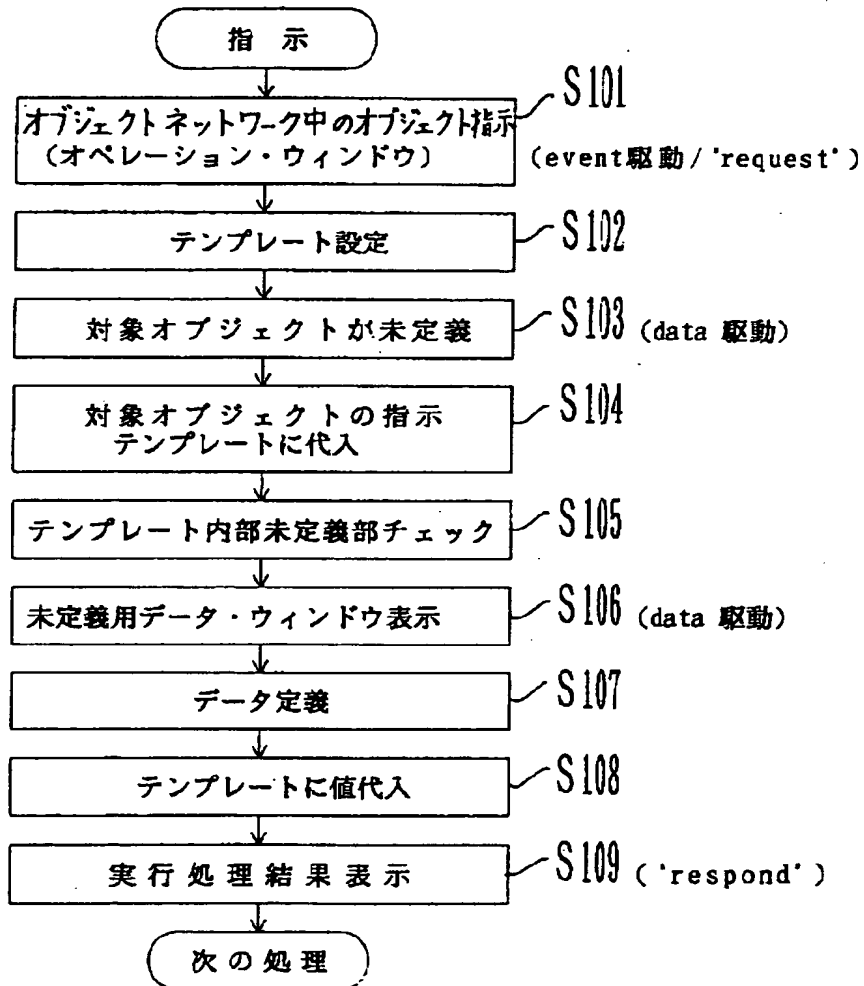 指示
オブジェクトネットワーク中のオブジェクト指示
(オペレーション・ウィンドウ)
S101
(event駆動/'request')
テンプレート設定
S102
対象オブジェクトが未定義
S103 (data 駆動)
対象オブジェクトの指示
テンプレートに代入
S104
テンプレート内部未定義部チェック
S105
未定義用データ・ウィンドウ表示
S106 (data 駆動)
データ定義
S107
テンプレートに値代入
S108
実行処理結果表示
S109 ('respond')
次の処理